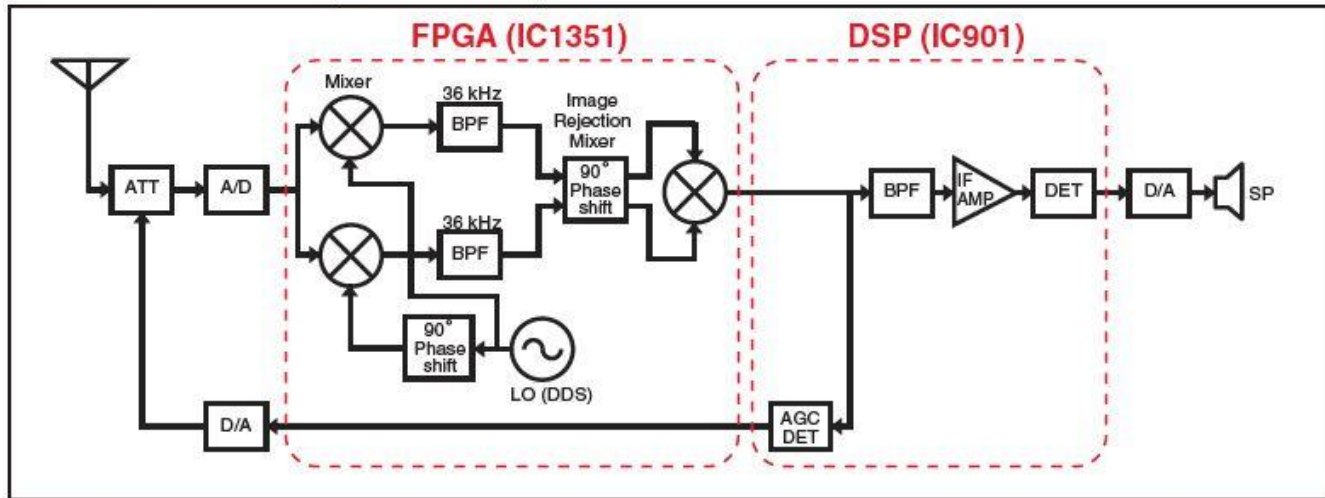 FPGA (IC1351)
DSP (IC901)
Mixer
36 kHz
BPF
Image
Rejection
Mixer
90°
Phase
shift
ATT
A/D
BPF
IF
AMP
DET
D/A
SP
36 kHz
BPF
90°
Phase
shift
LO (DDS)
D/A
AGC
DET